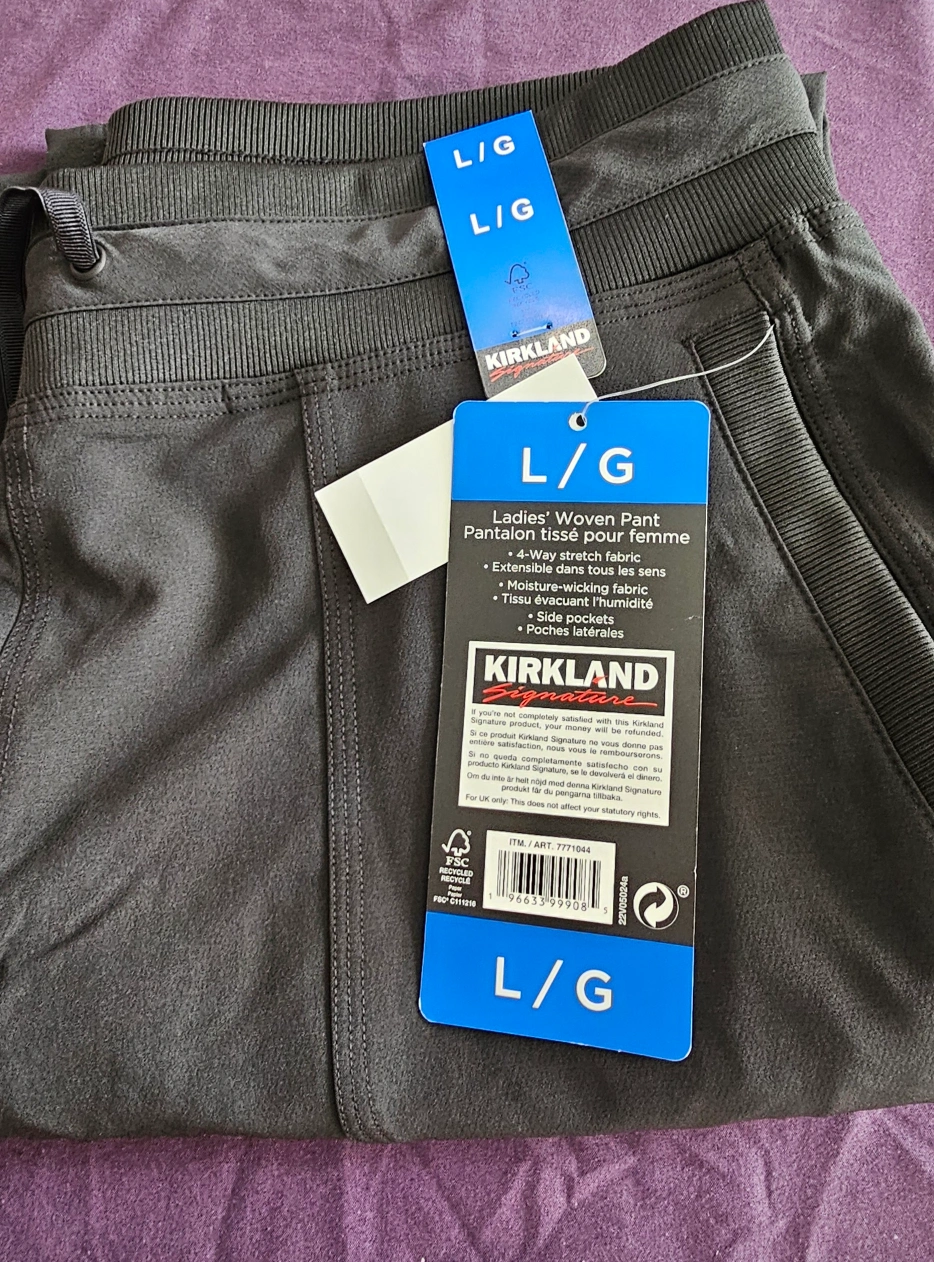 L / G
L / G
FSC
KIRKLAND
Signature
L / G
Ladies' Woven Pant
Pantalon tissé pour femme
• 4-Way stretch fabric
• Extensible dans tous les sens
• Moisture-wicking fabric
• Tissu évacuant l'humidité
• Side pockets
• Poches latérales
KIRKLAND
Signature
If you're not completely satisfied with this Kirkland
Signature product, your money will be refunded.
Si ce produit Kirkland Signature ne vous donne pas
entière satisfaction, nous vous le rembourserons.
Si no queda completamente satisfecho con su
producto Kirkland Signature, se le devolverá el dinero.
Om du inte är helt nöjd med denna Kirkland Signature
produkt får du pengarna tillbaka.
For UK only: This does not affect your statutory rights.
FSC
RECYCLED
RECYCLÉ
Paper
Papier
FSC® C111216
ITM. / ART. 7771044
1 96633 99908 5
22V05024a
®
L / G